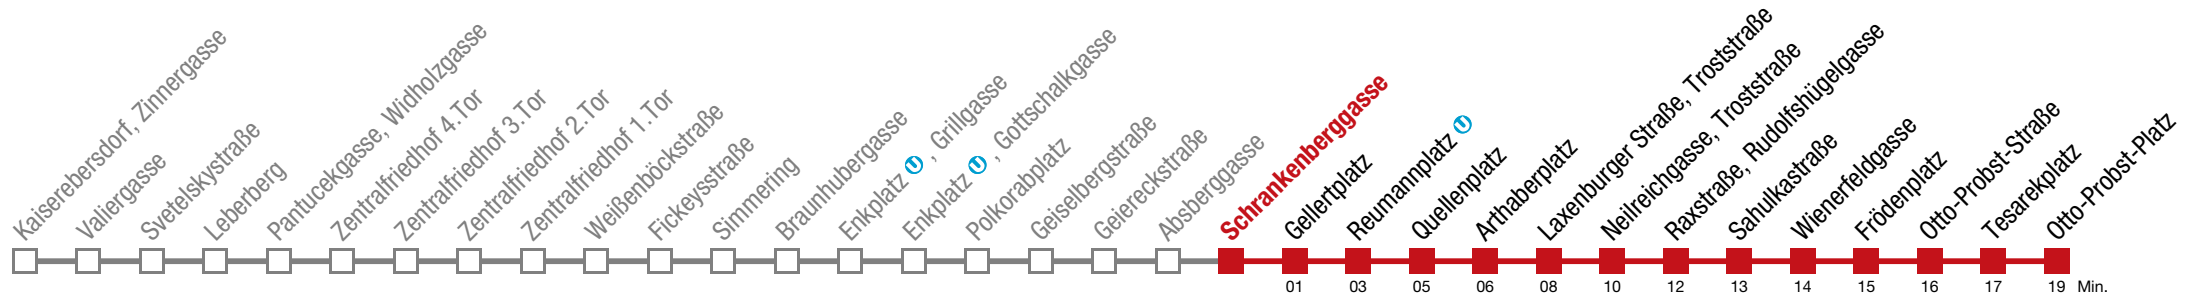 Kaiserebersdorf, Zinnergasse
Valiergasse
Svetelskystraße
Leberberg
Pantucekgasse, Widholzgasse
Zentralfriedhof 4.Tor
Zentralfriedhof 3.Tor
Zentralfriedhof 2.Tor
Zentralfriedhof 1.Tor
Weißenböckstraße
Fickeysstraße
Simmering
Braunhubergasse
Enkplatz U, Grillgasse
Enkplatz U, Gottschalkgasse
Polkorabplatz
Geiselbergstraße
Geiereckstraße
Absberggasse
Schrankenberggasse
Gellertplatz
Reumannplatz U
Quellenplatz
Arthaberplatz
Laxenburger Straße, Troststraße
Neilreichgasse, Troststraße
Raxstraße, Rudolfshügelgasse
Sahulkastraße
Wienerfeldgasse
Frödenplatz
Otto-Probst-Straße
Tesarekplatz
Otto-Probst-Platz
01 03 05 06 08 10 12 13 14 15 16 17 19 Min.